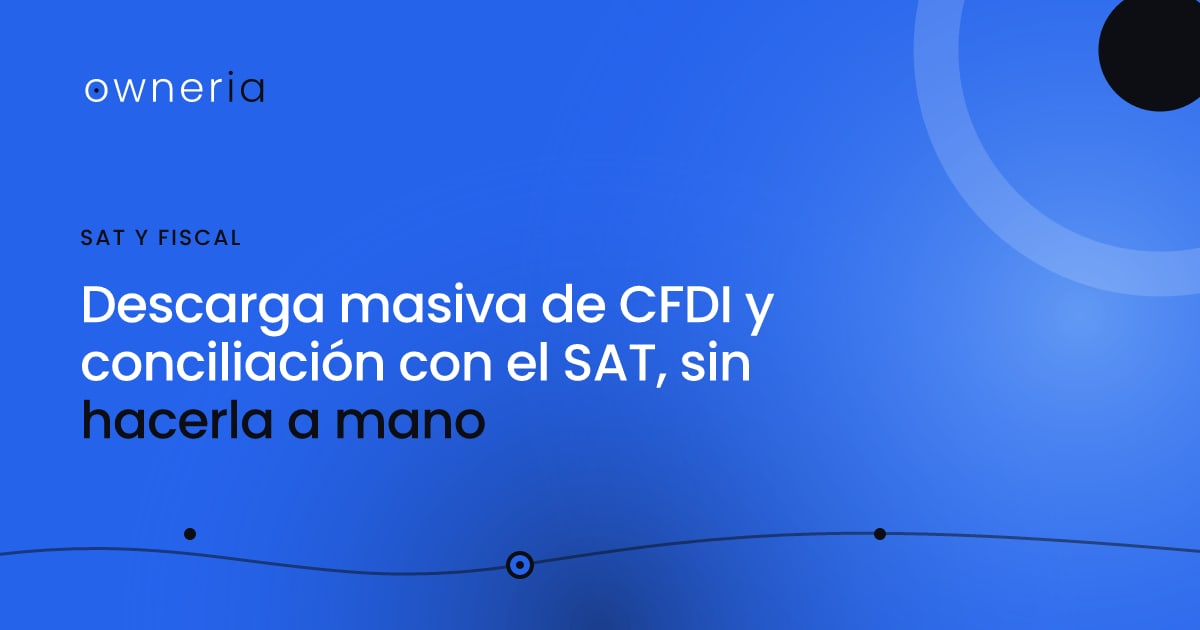 owneria
SAT Y FISCAL
Descarga masiva de CFDI y
conciliación con el SAT, sin
hacerla a mano